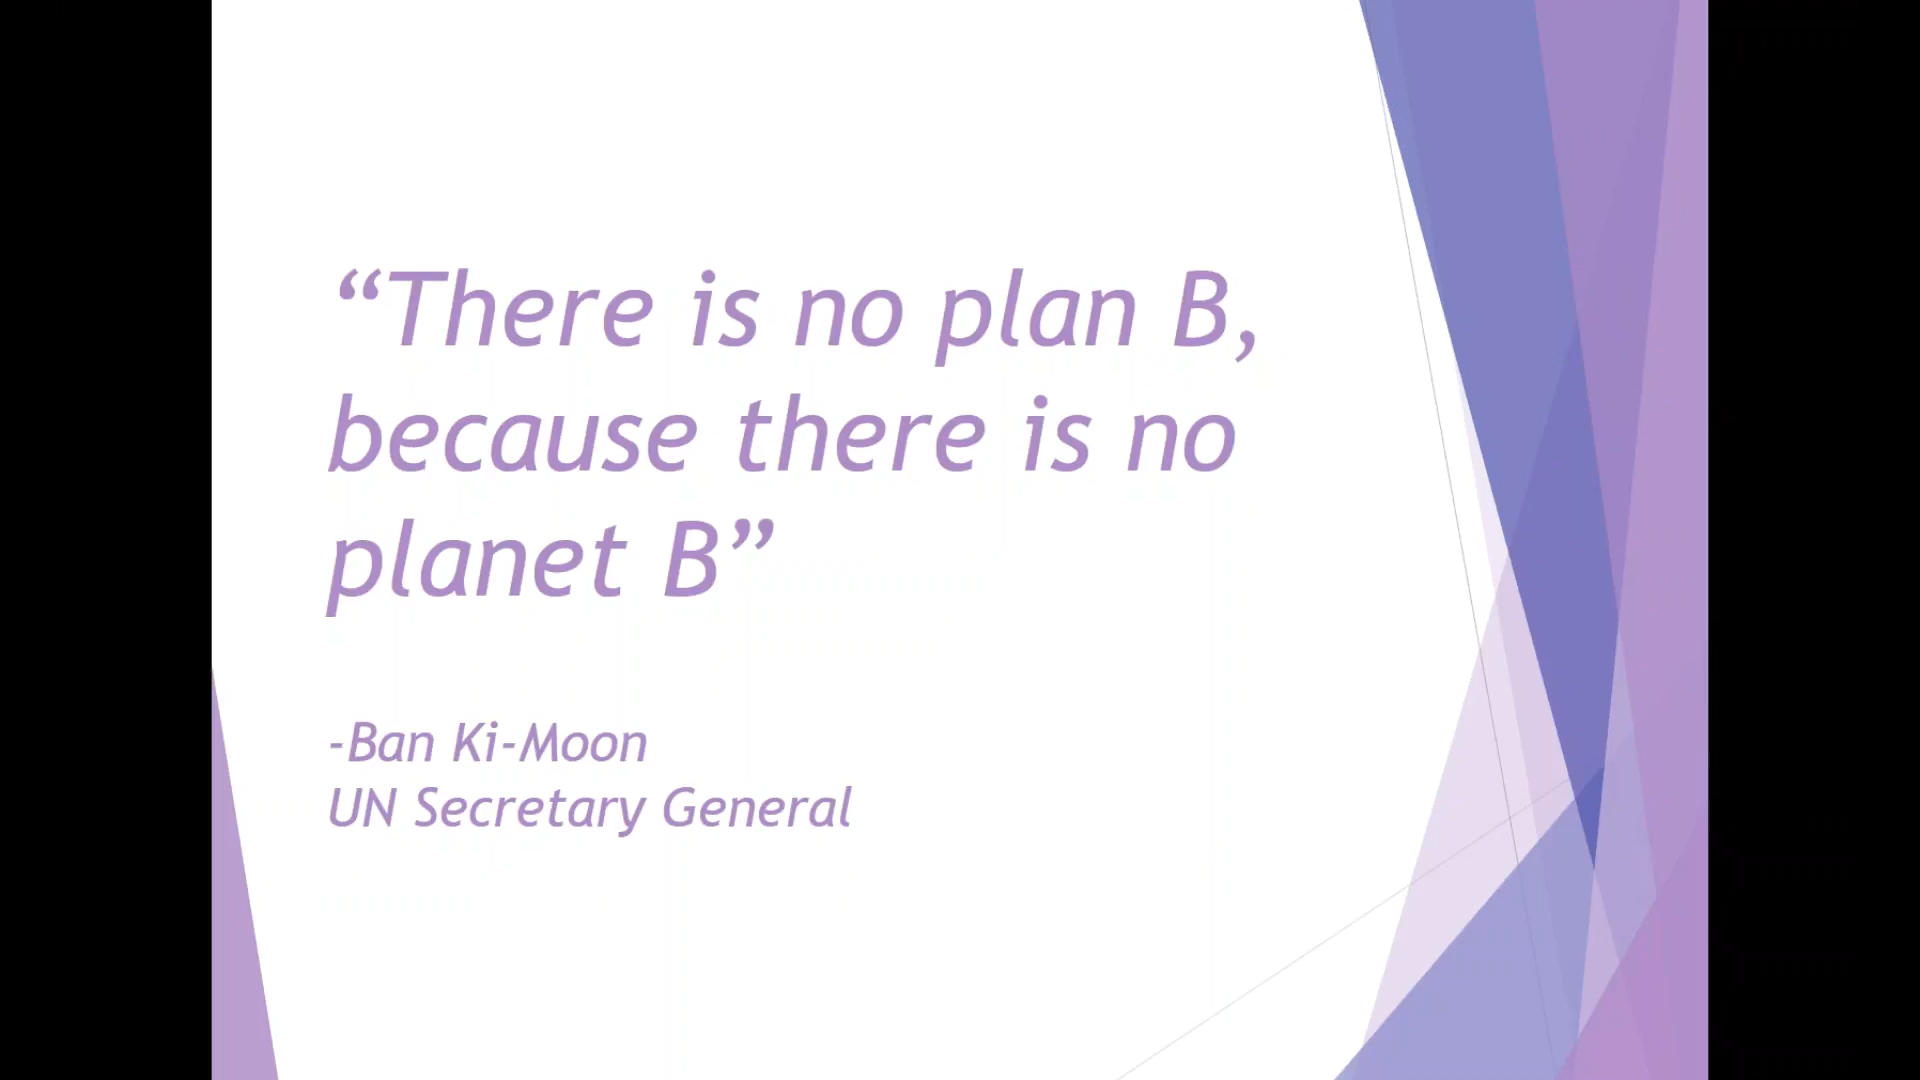 “There is no plan B,
because there is no
planet B”
-Ban Ki-Moon
UN Secretary General